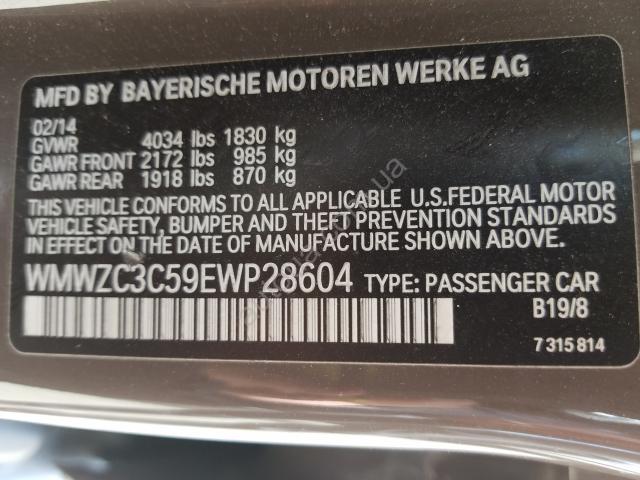 MFD BY BAYERISCHE MOTOREN WERKE AG
02/14
GVWR 4034 lbs 1830 kg
GAWR FRONT 2172 lbs 985 kg
GAWR REAR 1918 lbs 870 kg
THIS VEHICLE CONFORMS TO ALL APPLICABLE U.S.FEDERAL MOTOR
VEHICLE SAFETY, BUMPER AND THEFT PREVENTION STANDARDS
IN EFFECT ON THE DATE OF MANUFACTURE SHOWN ABOVE.
WMWZC3C59EWP28604 TYPE: PASSENGER CAR
B19/8
7 315 814